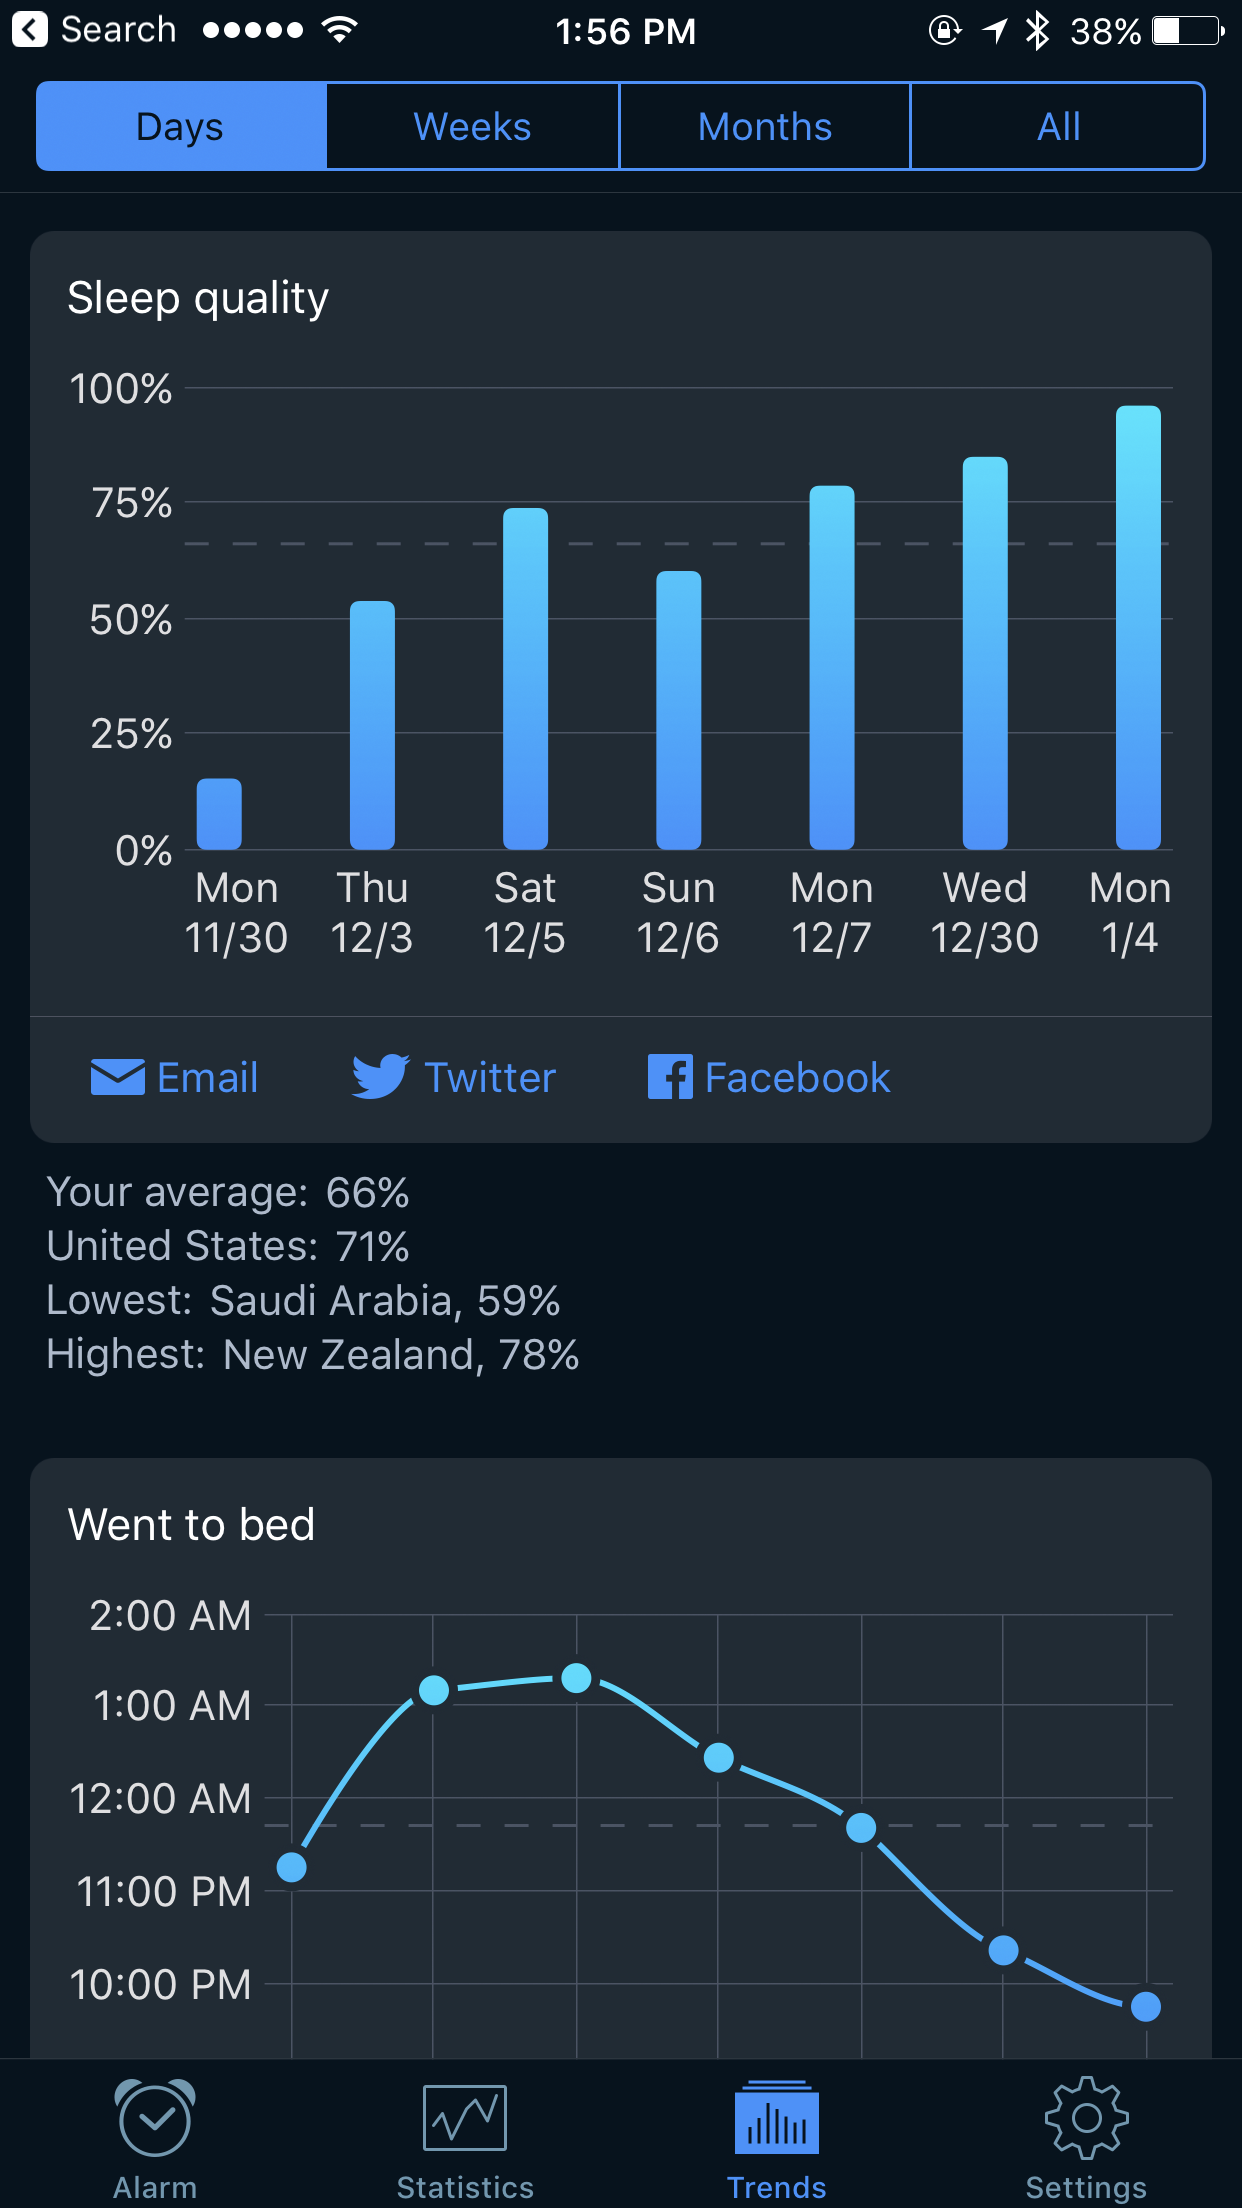 Search 1:56 PM 38%
Days Weeks Months All
Sleep quality
100%
75%
50%
25%
0%
Mon Thu Sat Sun Mon Wed Mon
11/30 12/3 12/5 12/6 12/7 12/30 1/4
Email Twitter Facebook
Your average: 66%
United States: 71%
Lowest: Saudi Arabia, 59%
Highest: New Zealand, 78%
Went to bed
2:00 AM
1:00 AM
12:00 AM
11:00 PM
10:00 PM
Alarm Statistics Trends Settings